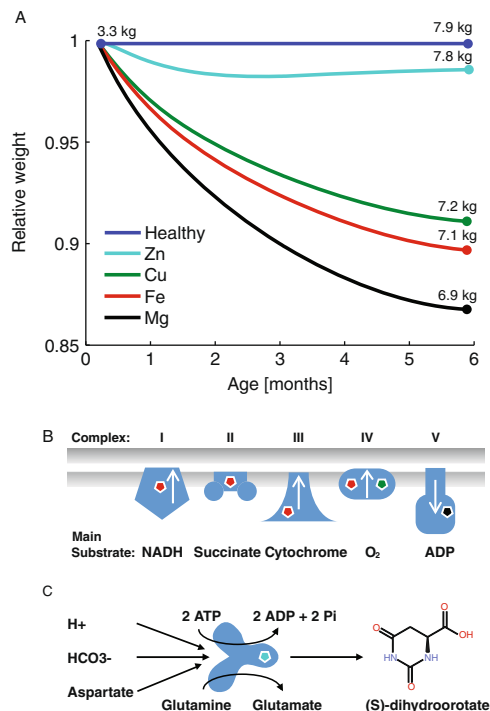 A
3.3 kg
7.9 kg
7.8 kg
1
0.95
0.9
0.85
Relative weight
7.2 kg
7.1 kg
6.9 kg
Healthy
Zn
Cu
Fe
Mg
0 1 2 3 4 5 6
Age [months]
B
Complex: I II III IV V
Main
Substrate: NADH Succinate Cytochrome O₂ ADP
C
2 ATP 2 ADP + 2 Pi
H+
HCO3-
Aspartate
Glutamine Glutamate
O
O
OH
HN NH
O
(S)-dihydroorotate